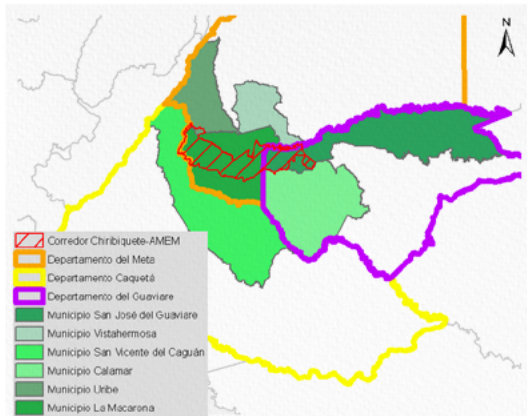 N
Corredor Chiribiquete-AMEM
Departamento del Meta
Departamento Caquetá
Departamento del Guaviare
Municipio San José del Guaviare
Municipio Vistahermosa
Municipio San Vicente del Caguán
Municipio Calamar
Municipio Uribe
Municipio La Macarona